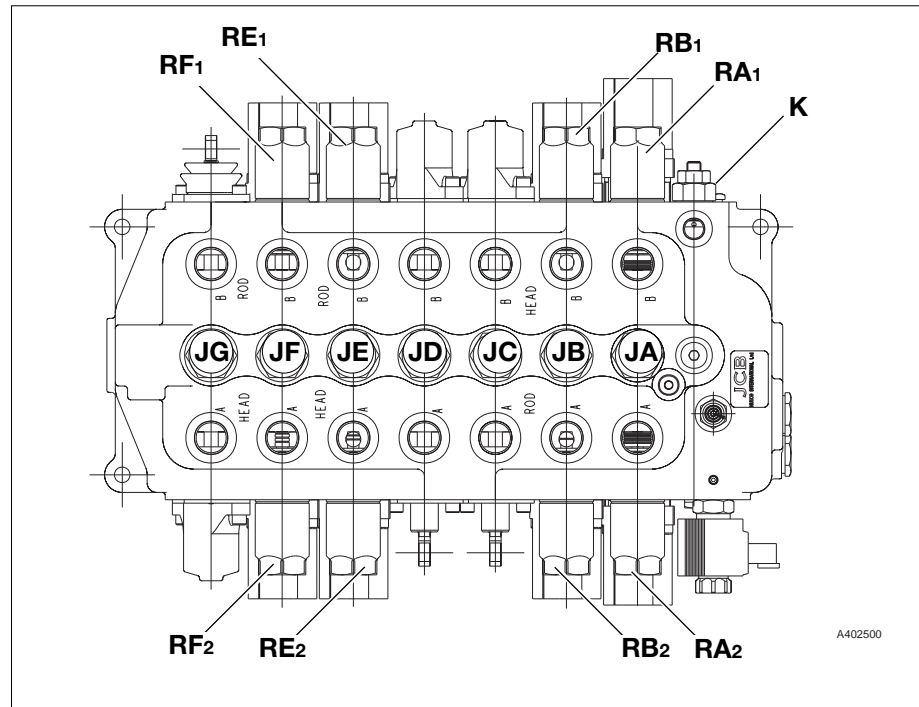 RE1
RF1
RB1
RA1
K
B ROD B ROD B B B HEAD B B
JG JF JE JD JC JB JA
JCB
A HEAD A HEAD A A A ROD A A
RF2
RE2
RB2
RA2
A402500